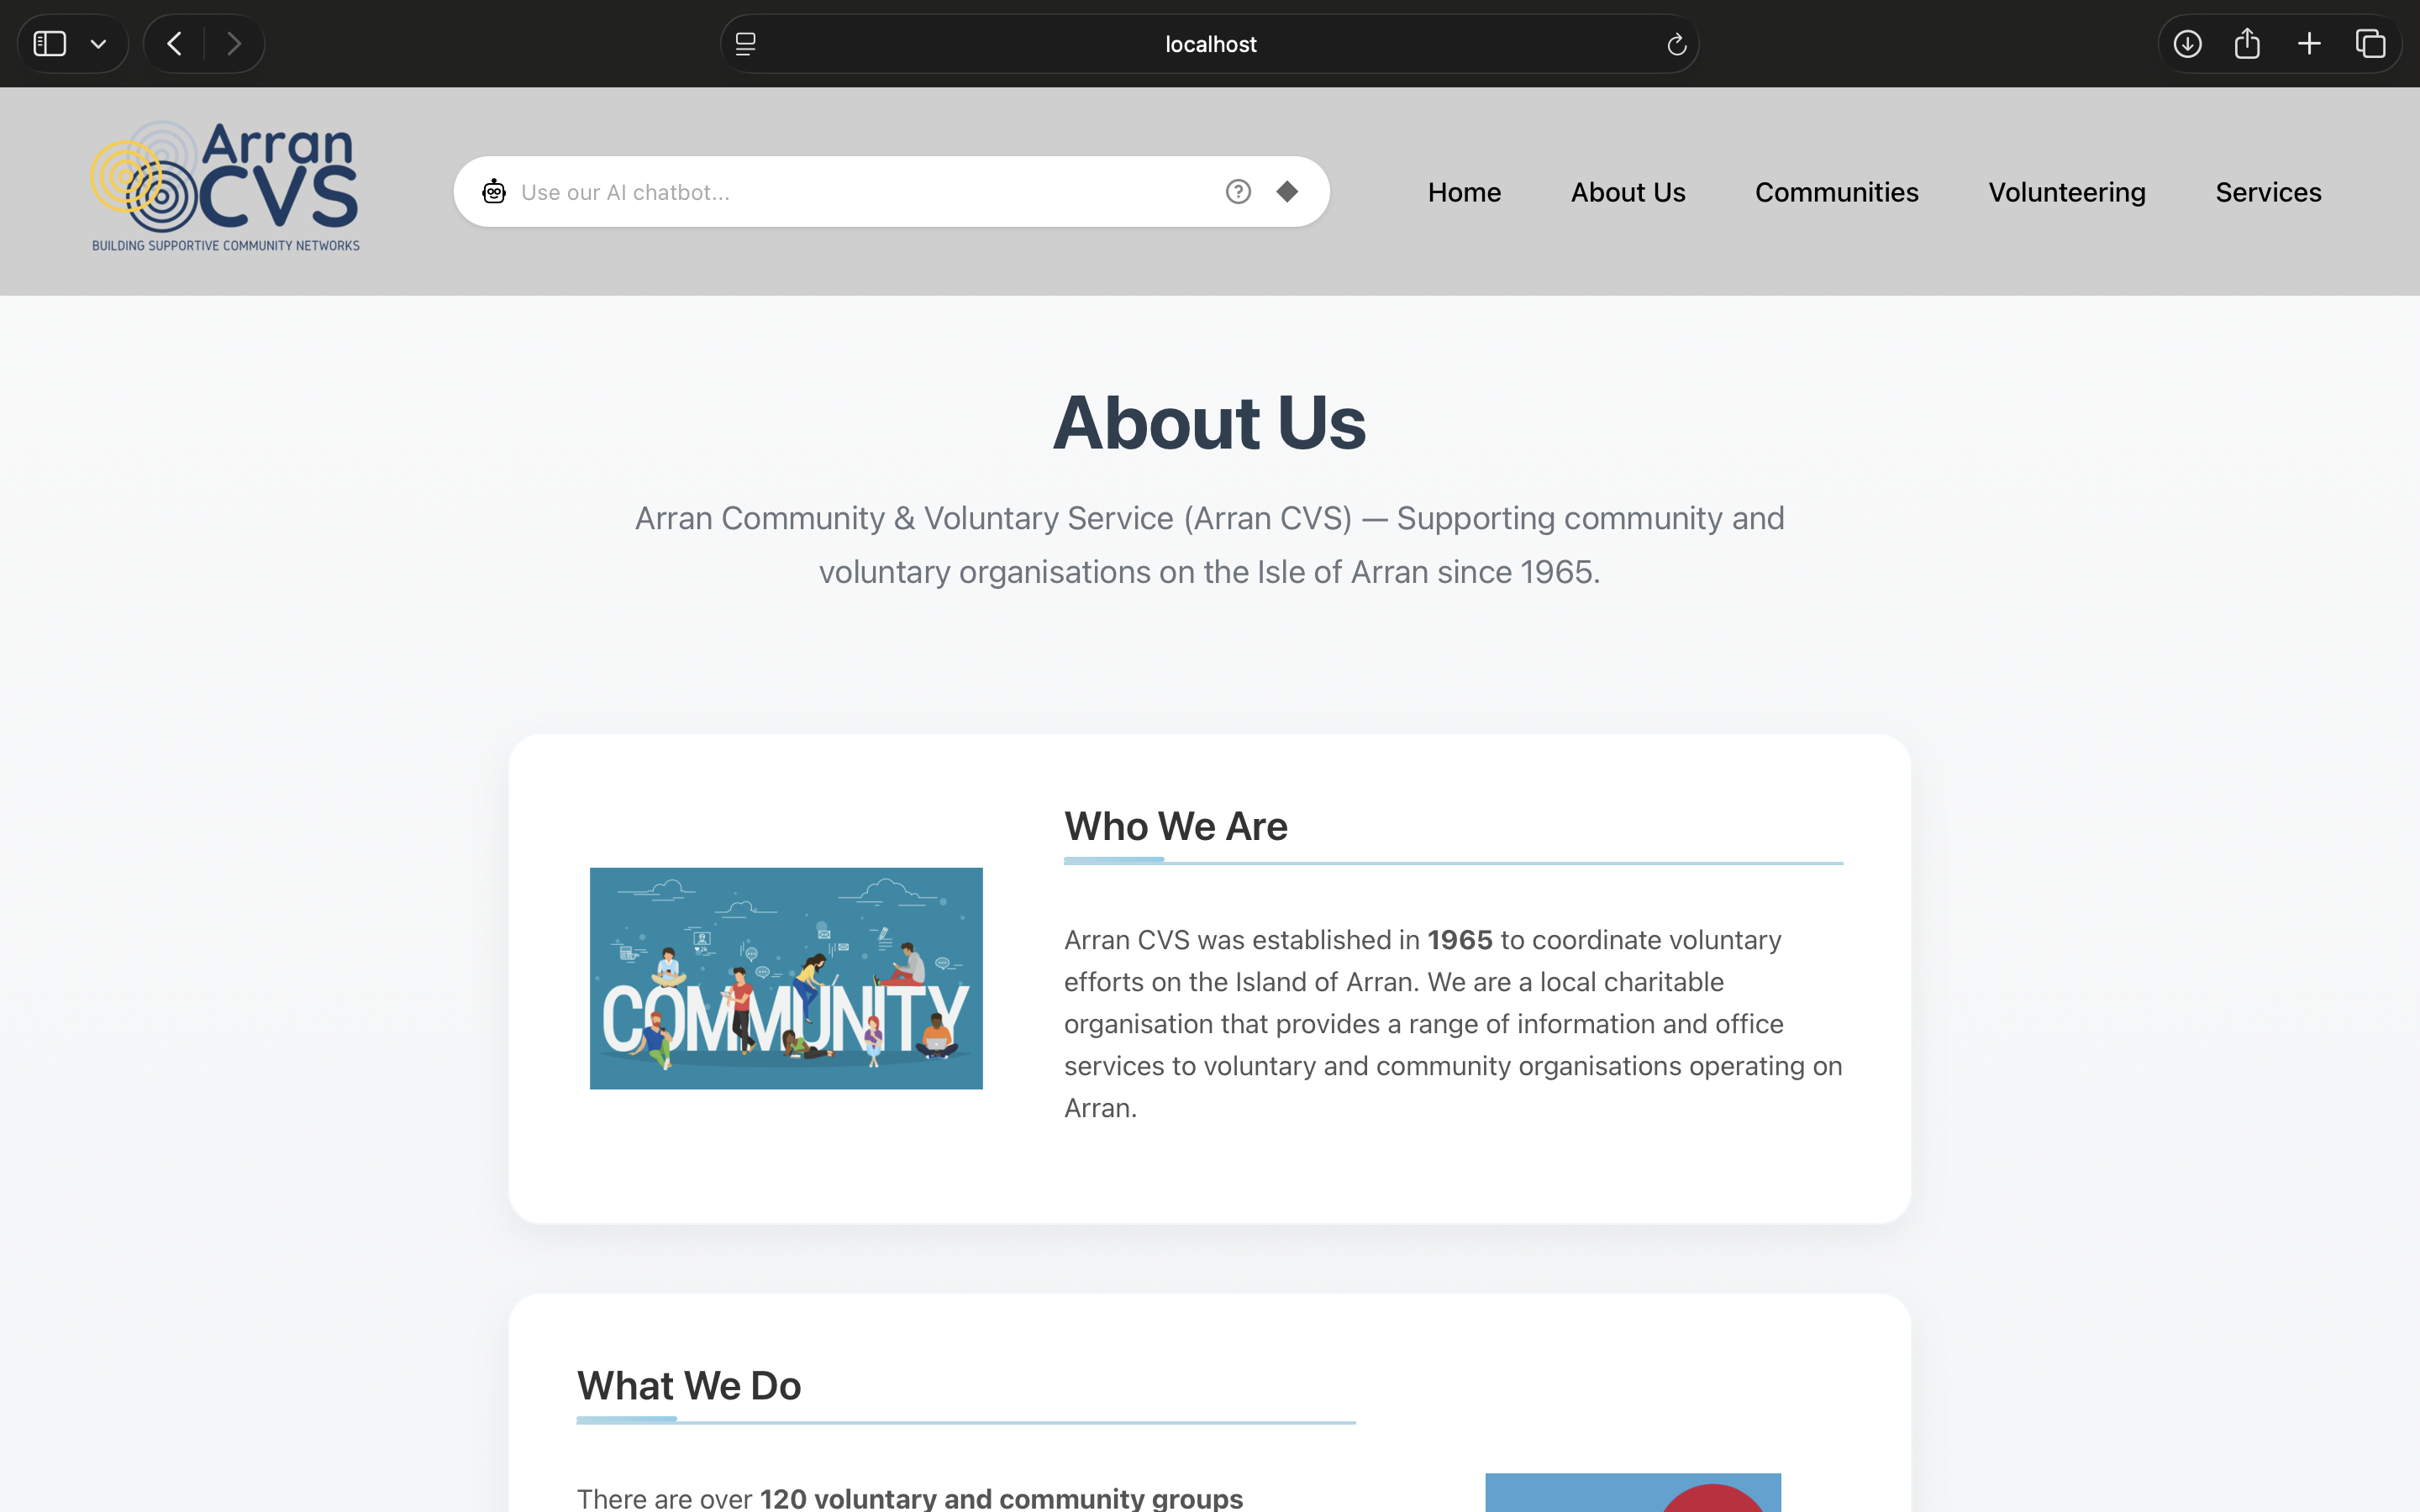 localhost
Arran
CVS
BUILDING SUPPORTIVE COMMUNITY NETWORKS
Use our AI chatbot...
Home
About Us
Communities
Volunteering
Services
About Us
Arran Community & Voluntary Service (Arran CVS) — Supporting community and
voluntary organisations on the Isle of Arran since 1965.
COMMUNITY
Who We Are
Arran CVS was established in 1965 to coordinate voluntary
efforts on the Island of Arran. We are a local charitable
organisation that provides a range of information and office
services to voluntary and community organisations operating on
Arran.
What We Do
There are over 120 voluntary and community groups